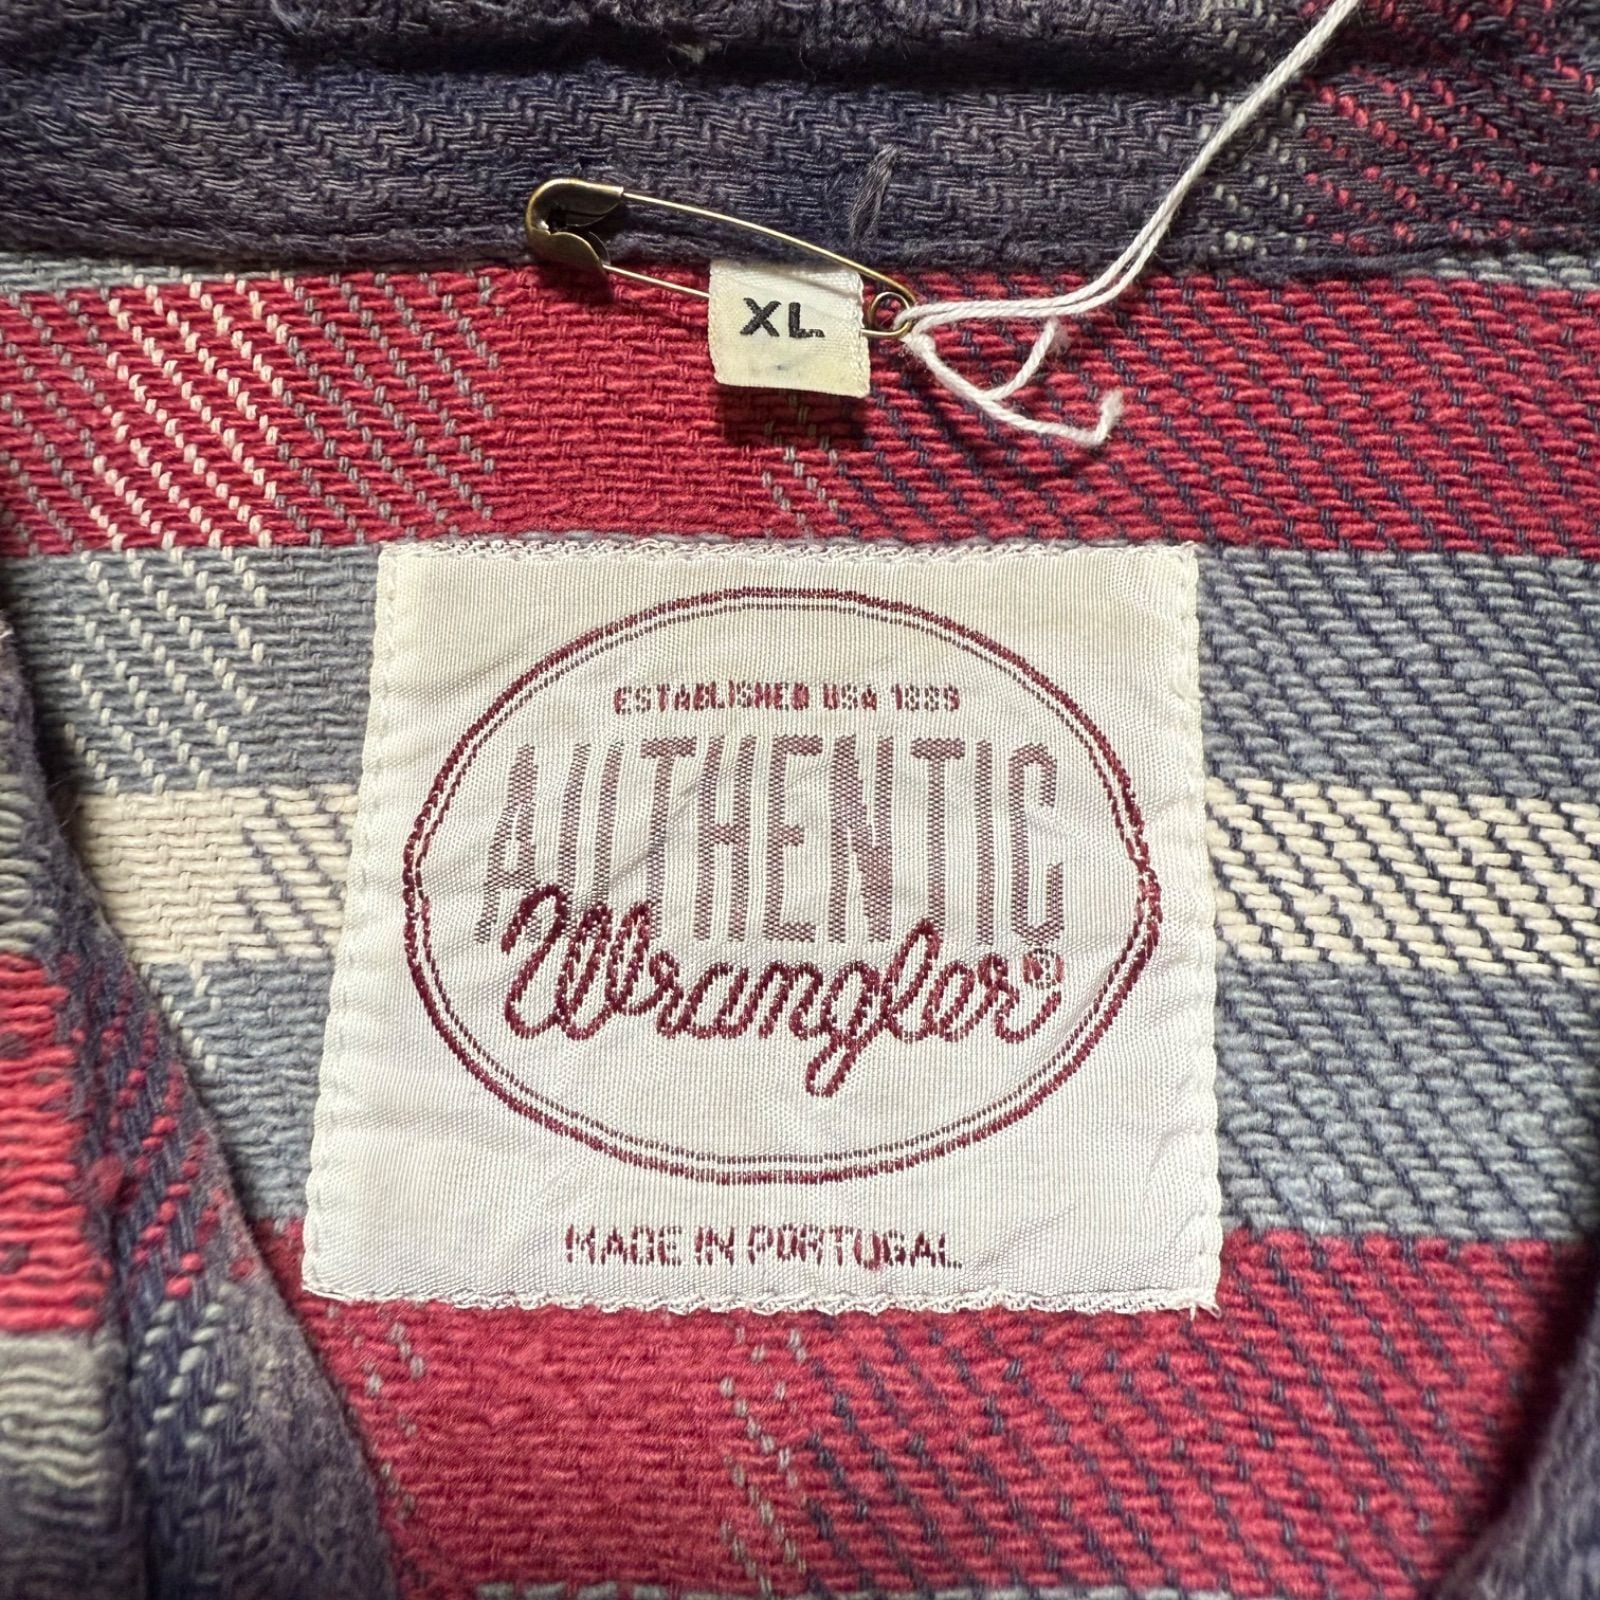 XL
ESTABLISHED USA 1889
AUTHENTIC
Wrangler®
MADE IN PORTUGAL